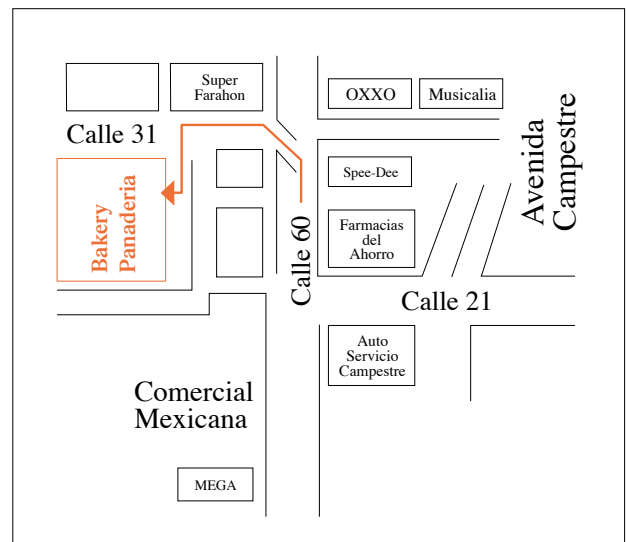 Super
Farahon
OXXO
Musicalia
Calle 31
Avenida
Campestre
Spee-Dee
Bakery
Panaderia
Calle 60
Farmacias
del
Ahorro
Calle 21
Auto
Servicio
Campestre
Comercial
Mexicana
MEGA